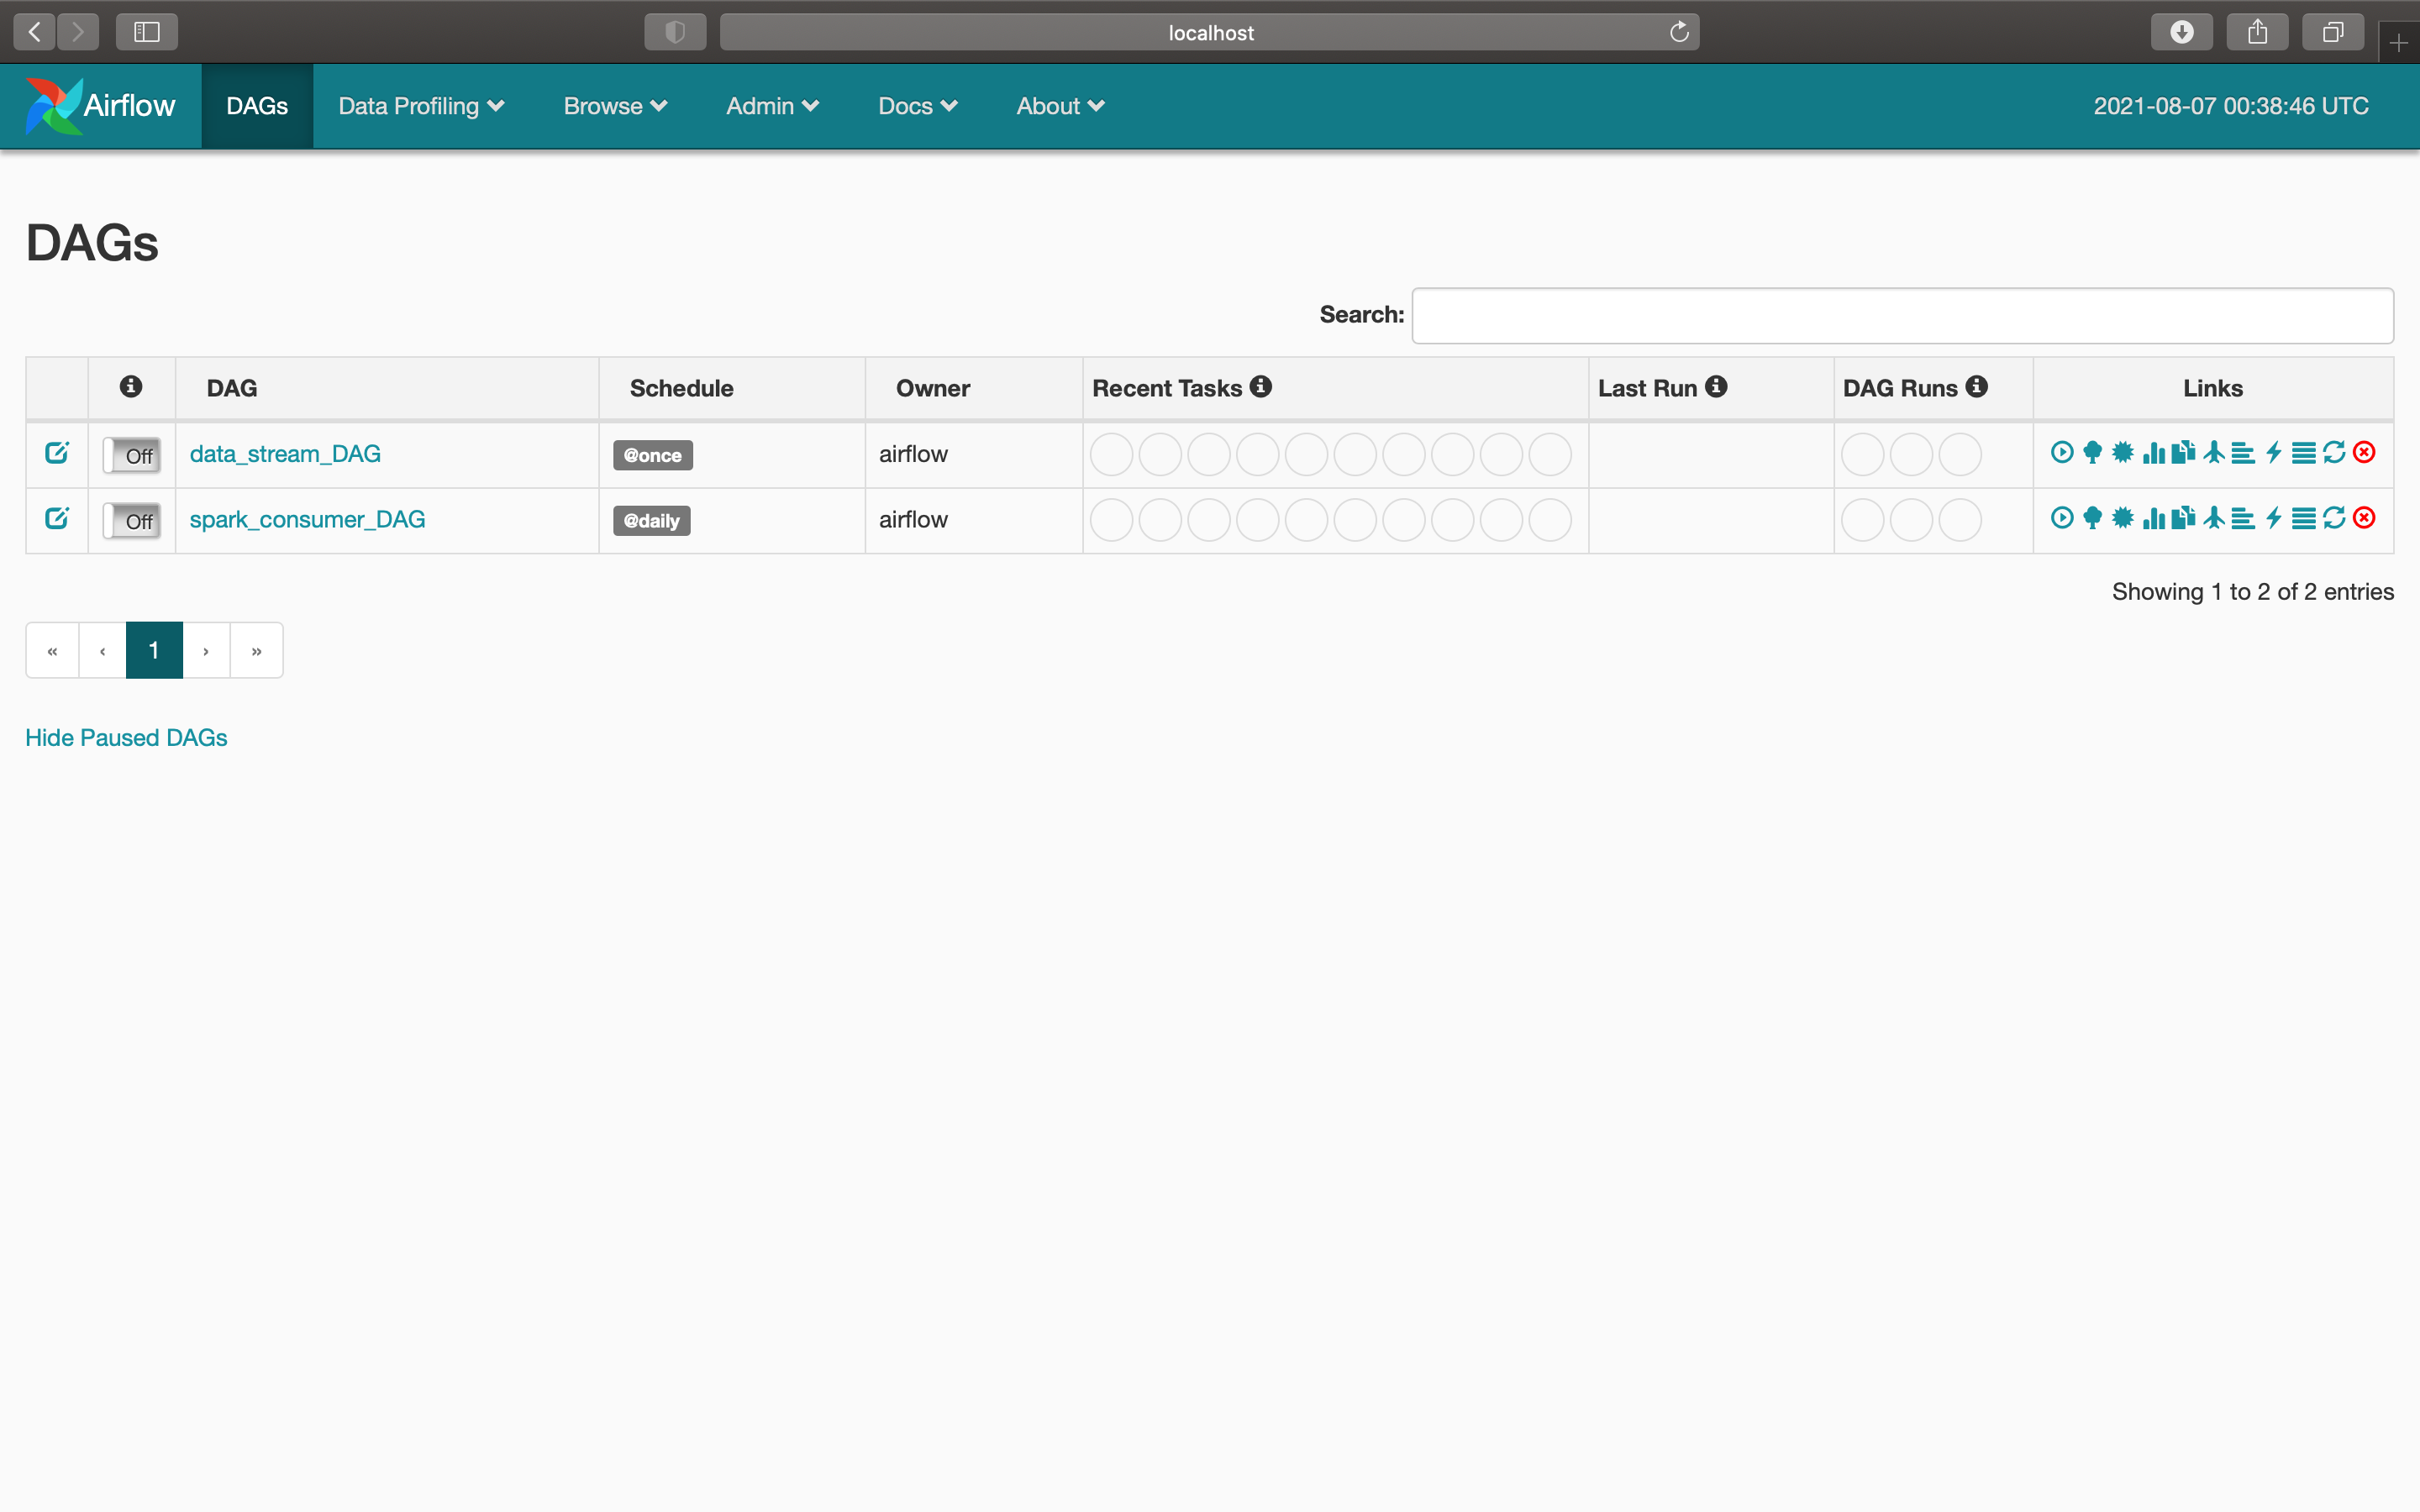 localhost
Airflow DAGs Data Profiling Browse Admin Docs About 2021-08-07 00:38:46 UTC
DAGs
Search:
DAG Schedule Owner Recent Tasks Last Run DAG Runs Links
Off data_stream_DAG @once airflow
Off spark_consumer_DAG @daily airflow
Showing 1 to 2 of 2 entries
« ‹ 1 › »
Hide Paused DAGs